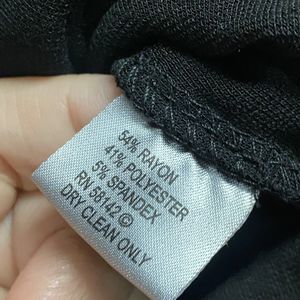 54% RAYON
41% POLYESTER
5% SPANDEX
RN 58142 ©
DRY CLEAN ONLY